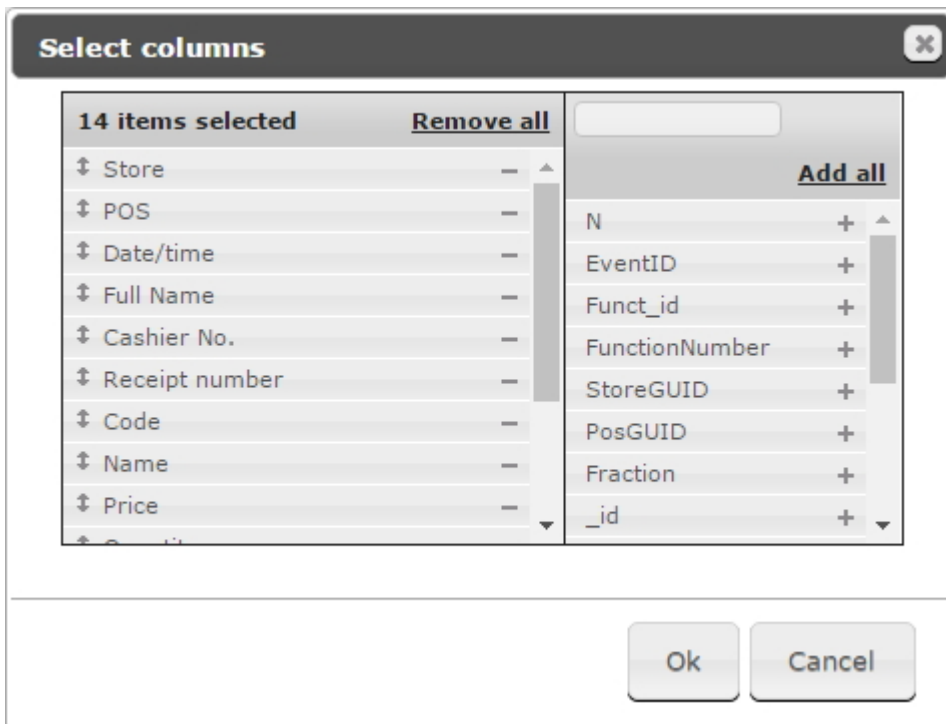 Select columns
14 items selected Remove all
Store
POS
Date/time
Full Name
Cashier No.
Receipt number
Code
Name
Price
Add all
N
EventID
Funct_id
FunctionNumber
StoreGUID
PosGUID
Fraction
_id
Ok
Cancel